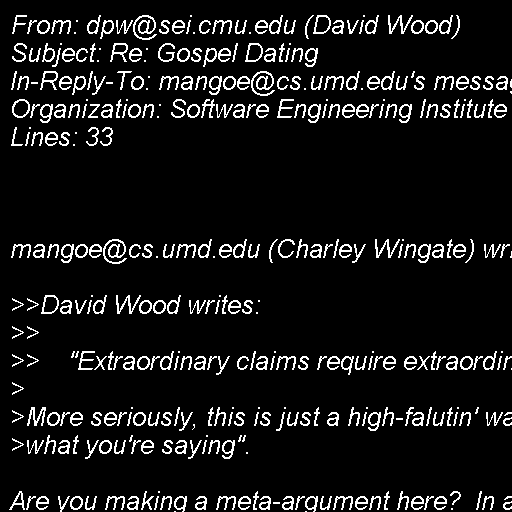 From: dpw@sei.cmu.edu (David Wood)
Subject: Re: Gospel Dating
In-Reply-To: mangoe@cs.umd.edu's messag
Organization: Software Engineering Institute
Lines: 33
mangoe@cs.umd.edu (Charley Wingate) wri
>>David Wood writes:
>>
>>    "Extraordinary claims require extraordin
>
>More seriously, this is just a high-falutin' wa
>what you're saying".
Are you making a meta-argument here?  In a